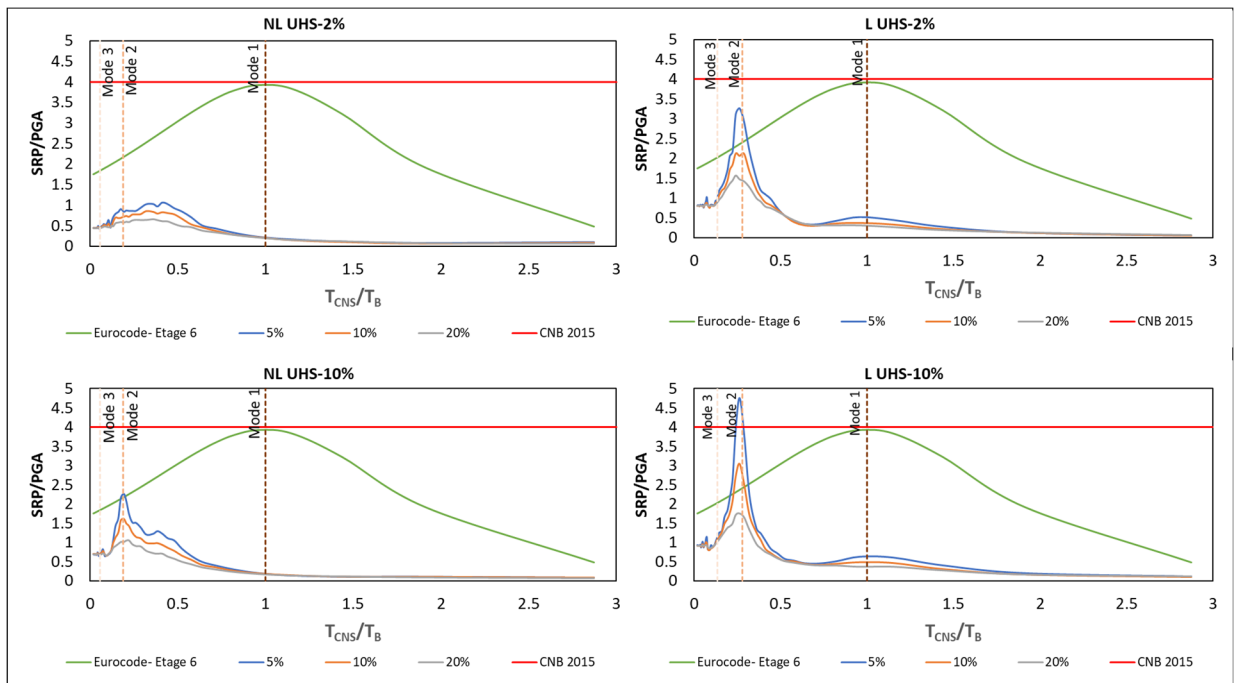 NL UHS-2%
SRP/PGA
5
4.5
4
3.5
3
2.5
2
1.5
1
0.5
0
Mode 3
Mode 2
Mode 1
0 0.5 1 1.5 2 2.5 3
T_CNS/T_B
Eurocode- Etage 6 5% 10% 20% CNB 2015
L UHS-2%
SRP/PGA
5
4.5
4
3.5
3
2.5
2
1.5
1
0.5
0
Mode 3
Mode 2
Mode 1
0 0.5 1 1.5 2 2.5 3
T_CNS/T_B
Eurocode- Etage 6 5% 10% 20% CNB 2015
NL UHS-10%
SRP/PGA
5
4.5
4
3.5
3
2.5
2
1.5
1
0.5
0
Mode 3
Mode 2
Mode 1
0 0.5 1 1.5 2 2.5 3
T_CNS/T_B
Eurocode- Etage 6 5% 10% 20% CNB 2015
L UHS-10%
SRP/PGA
5
4.5
4
3.5
3
2.5
2
1.5
1
0.5
0
Mode 3
Mode 2
Mode 1
0 0.5 1 1.5 2 2.5 3
T_CNS/T_B
Eurocode- Etage 6 5% 10% 20% CNB 2015